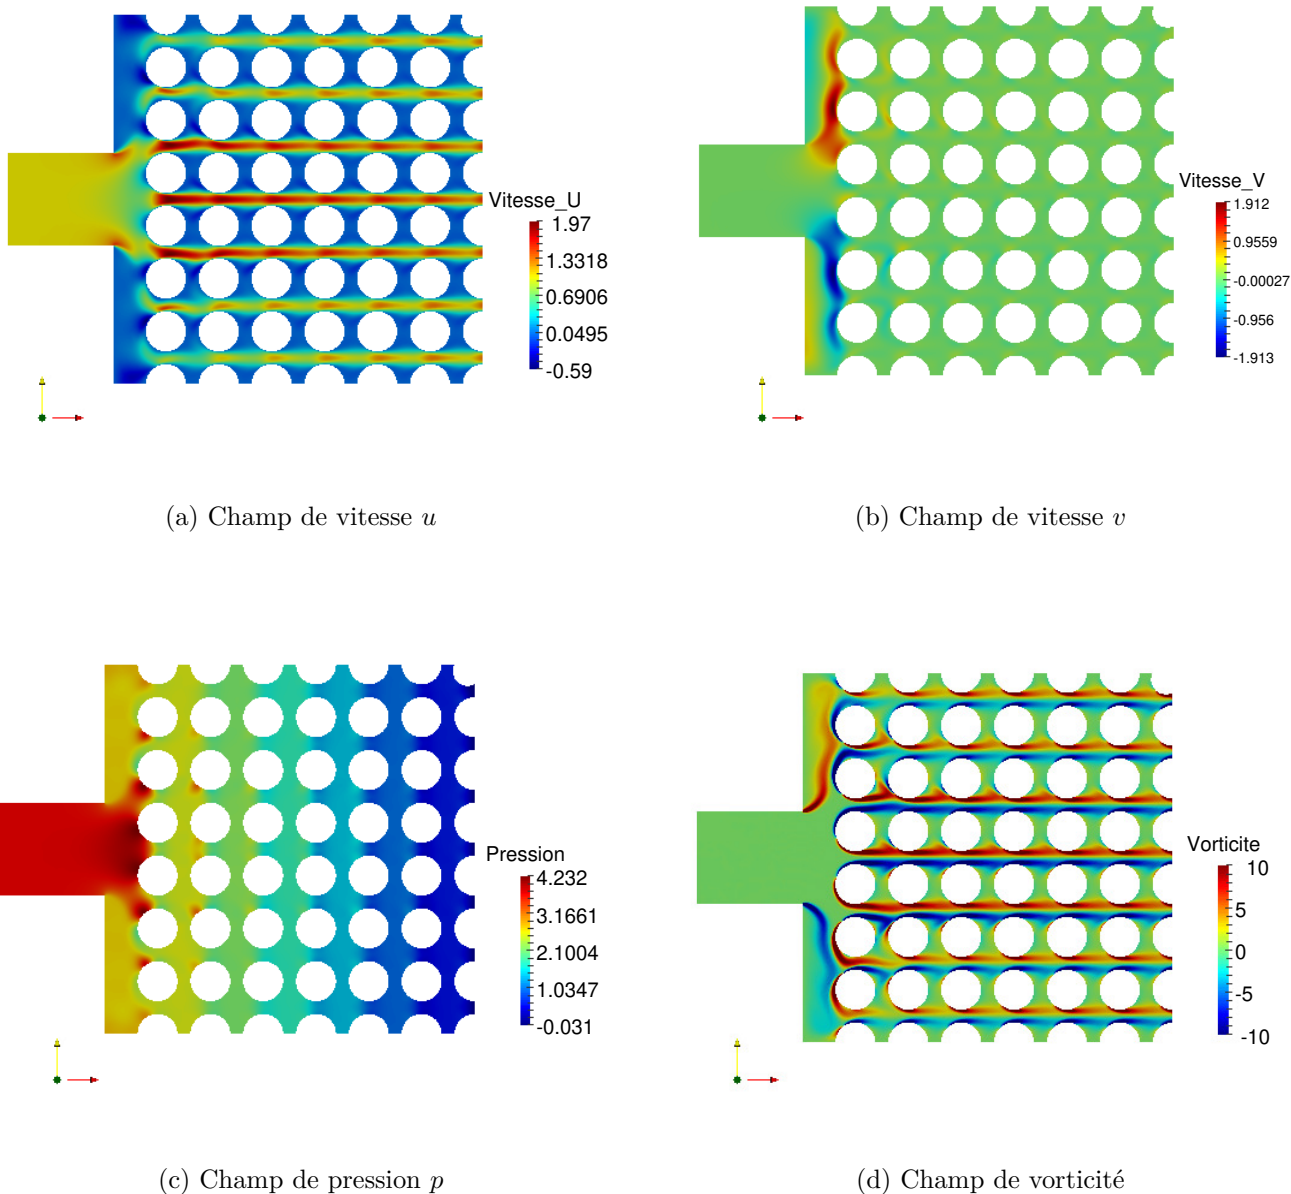 Vitesse_U
1.97
1.3318
0.6906
0.0495
-0.59
Vitesse_V
1.912
0.9559
-0.00027
-0.956
-1.913
(a) Champ de vitesse u
(b) Champ de vitesse v
Pression
4.232
3.1661
2.1004
1.0347
-0.031
Vorticite
10
5
0
-5
-10
(c) Champ de pression p
(d) Champ de vorticité